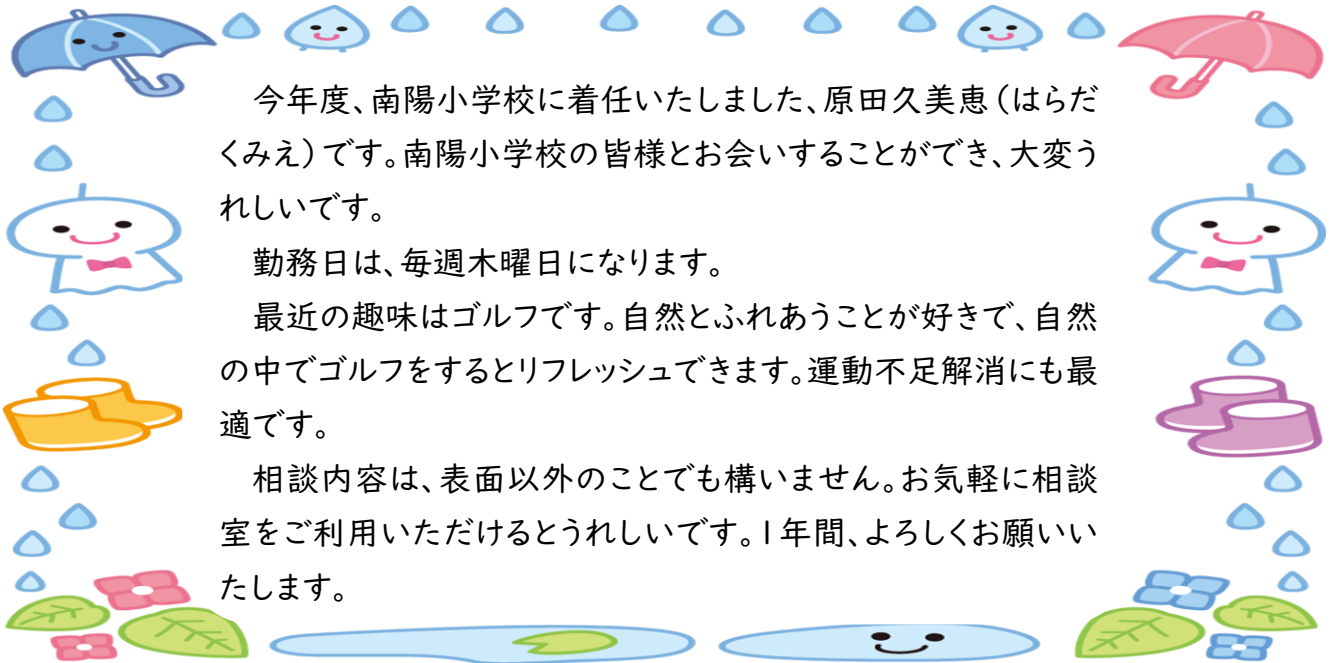 今年度、南陽小学校に着任いたしました、原田久美恵（はらだ
くみえ）です。南陽小学校の皆様とお会いすることができ、大変う
れしいです。
　勤務日は、毎週木曜日になります。
　最近の趣味はゴルフです。自然とふれあうことが好きで、自然
の中でゴルフをするとリフレッシュできます。運動不足解消にも最
適です。
　相談内容は、表面以外のことでも構いません。お気軽に相談
室をご利用いただけるとうれしいです。1年間、よろしくお願いい
たします。